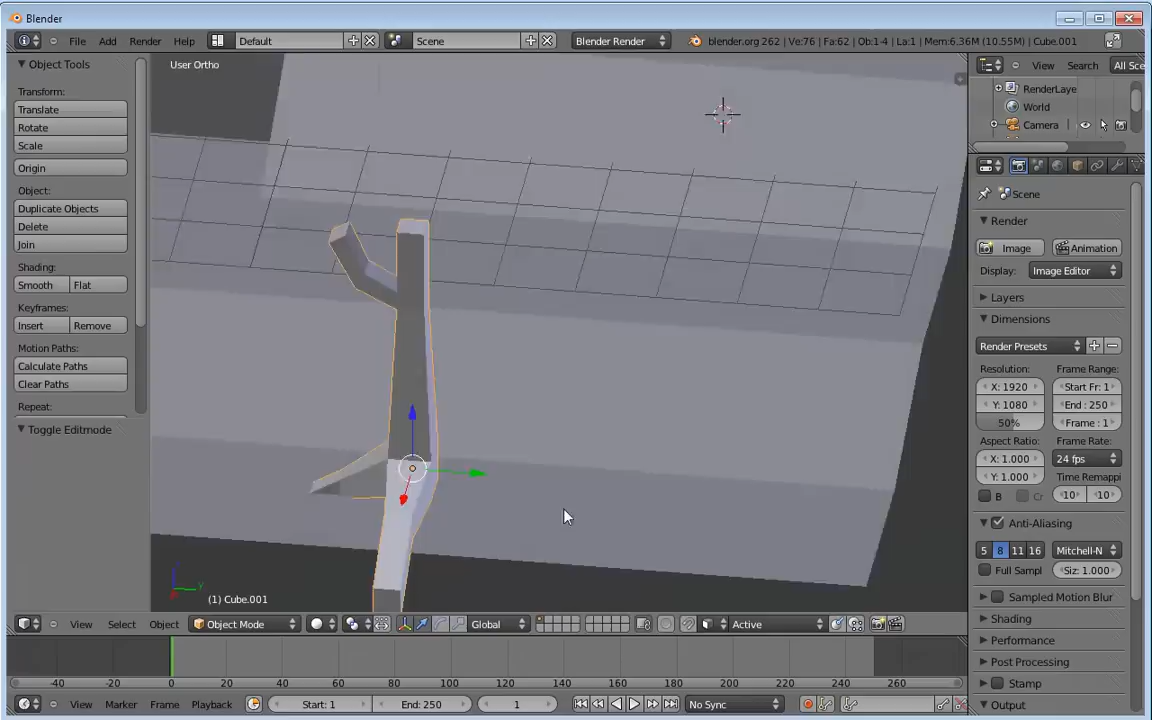 Blender
File Add Render Help Default Scene Blender Render blender.org 262 | Ve:76 | Fa:62 | Ob:1-4 | La:1 | Mem:6.36M (10.55M) | Cube.001
Object Tools
Transform:
Translate
Rotate
Scale
Origin
Object:
Duplicate Objects
Delete
Join
Shading:
Smooth Flat
Keyframes:
Insert Remove
Motion Paths:
Calculate Paths
Clear Paths
Repeat:
Toggle Editmode
User Ortho
(1) Cube.001
View Select Object Object Mode Global Active
-40 -20 0 20 40 60 80 100 120 140 160 180 200 220 240 260
View Marker Frame Playback Start: 1 End: 250 1 No Sync
View Search All Sce
RenderLaye
World
Camera
Scene
Render
Image Animation
Display: Image Editor
Layers
Dimensions
Render Presets
Resolution: Frame Range:
X: 1920 Start Fr: 1
Y: 1080 End : 250
50% Frame : 1
Aspect Ratio: Frame Rate:
X: 1.000 24 fps
Y: 1.000 Time Remappi
B Cr 10 10
Anti-Aliasing
5 8 11 16 Mitchell-N
Full Sampl Siz: 1.000
Sampled Motion Blur
Shading
Performance
Post Processing
Stamp
Output